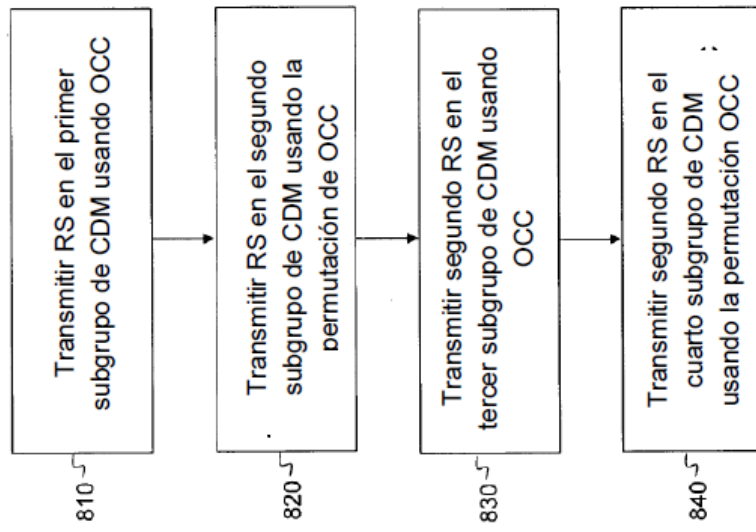 Transmitir RS en el primer
subgrupo de CDM usando OCC
810
Transmitir RS en el segundo
subgrupo de CDM usando la
permutación de OCC
820
Transmitir segundo RS en el
tercer subgrupo de CDM usando
OCC
830
Transmitir segundo RS en el
cuarto subgrupo de CDM
usando la permutación OCC
840